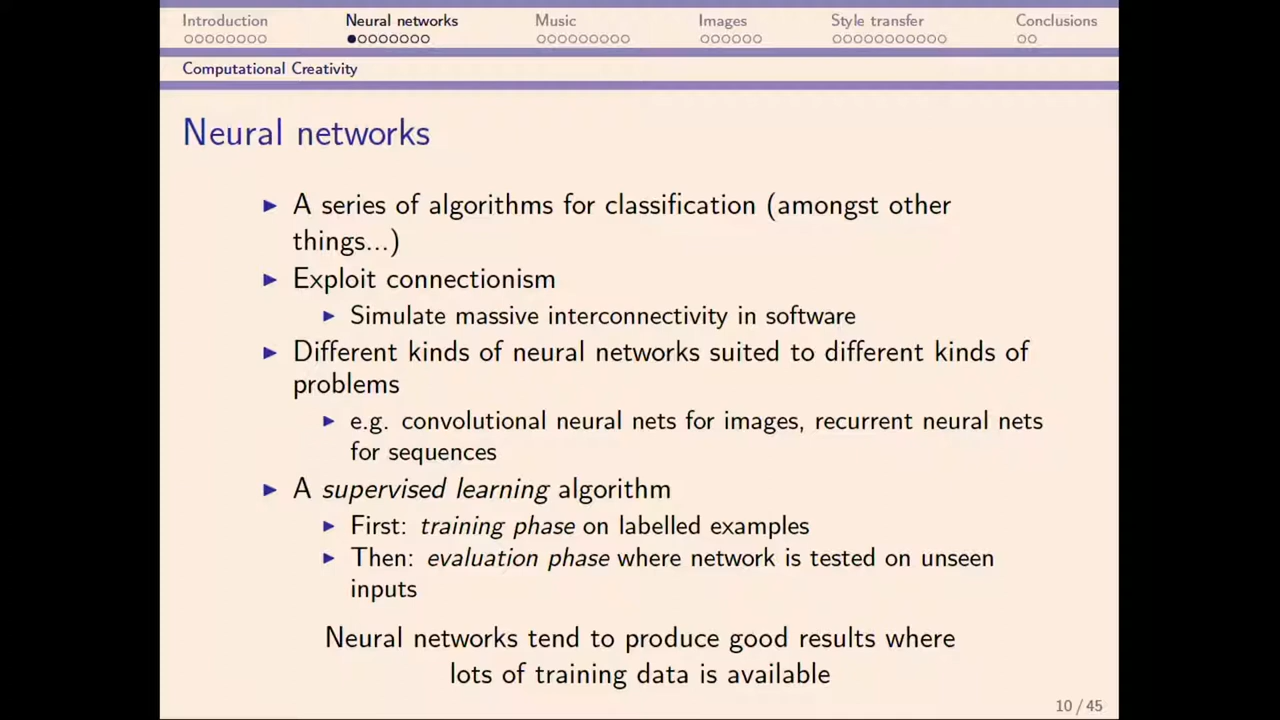 Introduction Neural networks Music Images Style transfer Conclusions
Computational Creativity
Neural networks
A series of algorithms for classification (amongst other
things...)
Exploit connectionism
Simulate massive interconnectivity in software
Different kinds of neural networks suited to different kinds of
problems
e.g. convolutional neural nets for images, recurrent neural nets
for sequences
A supervised learning algorithm
First: training phase on labelled examples
Then: evaluation phase where network is tested on unseen
inputs
Neural networks tend to produce good results where
lots of training data is available
10 / 45